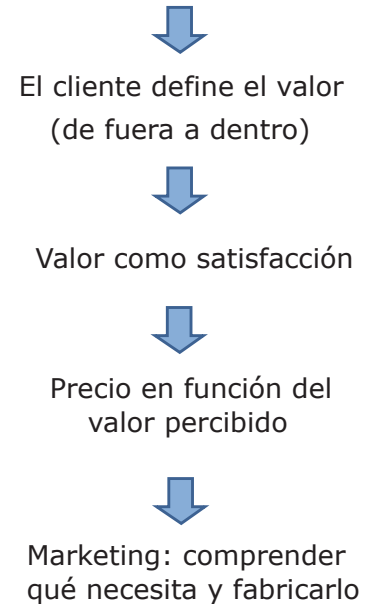 El cliente define el valor
(de fuera a dentro)
Valor como satisfacción
Precio en función del
valor percibido
Marketing: comprender
qué necesita y fabricarlo